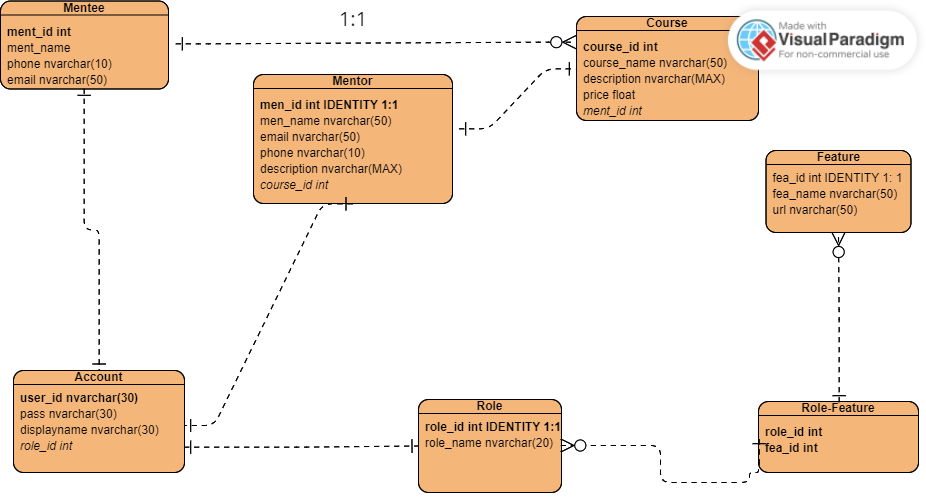 Mentee
ment_id int
ment_name
phone nvarchar(10)
email nvarchar(50)
1:1
Course
course_id int
course_name nvarchar(50)
description nvarchar(MAX)
price float
ment_id int
Made with
Visual Paradigm
For non-commercial use
Mentor
men_id int IDENTITY 1:1
men_name nvarchar(50)
email nvarchar(50)
phone nvarchar(10)
description nvarchar(MAX)
course_id int
Feature
fea_id int IDENTITY 1: 1
fea_name nvarchar(50)
url nvarchar(50)
Account
user_id nvarchar(30)
pass nvarchar(30)
displayname nvarchar(30)
role_id int
Role
role_id int IDENTITY 1:1
role_name nvarchar(20)
Role-Feature
role_id int
fea_id int